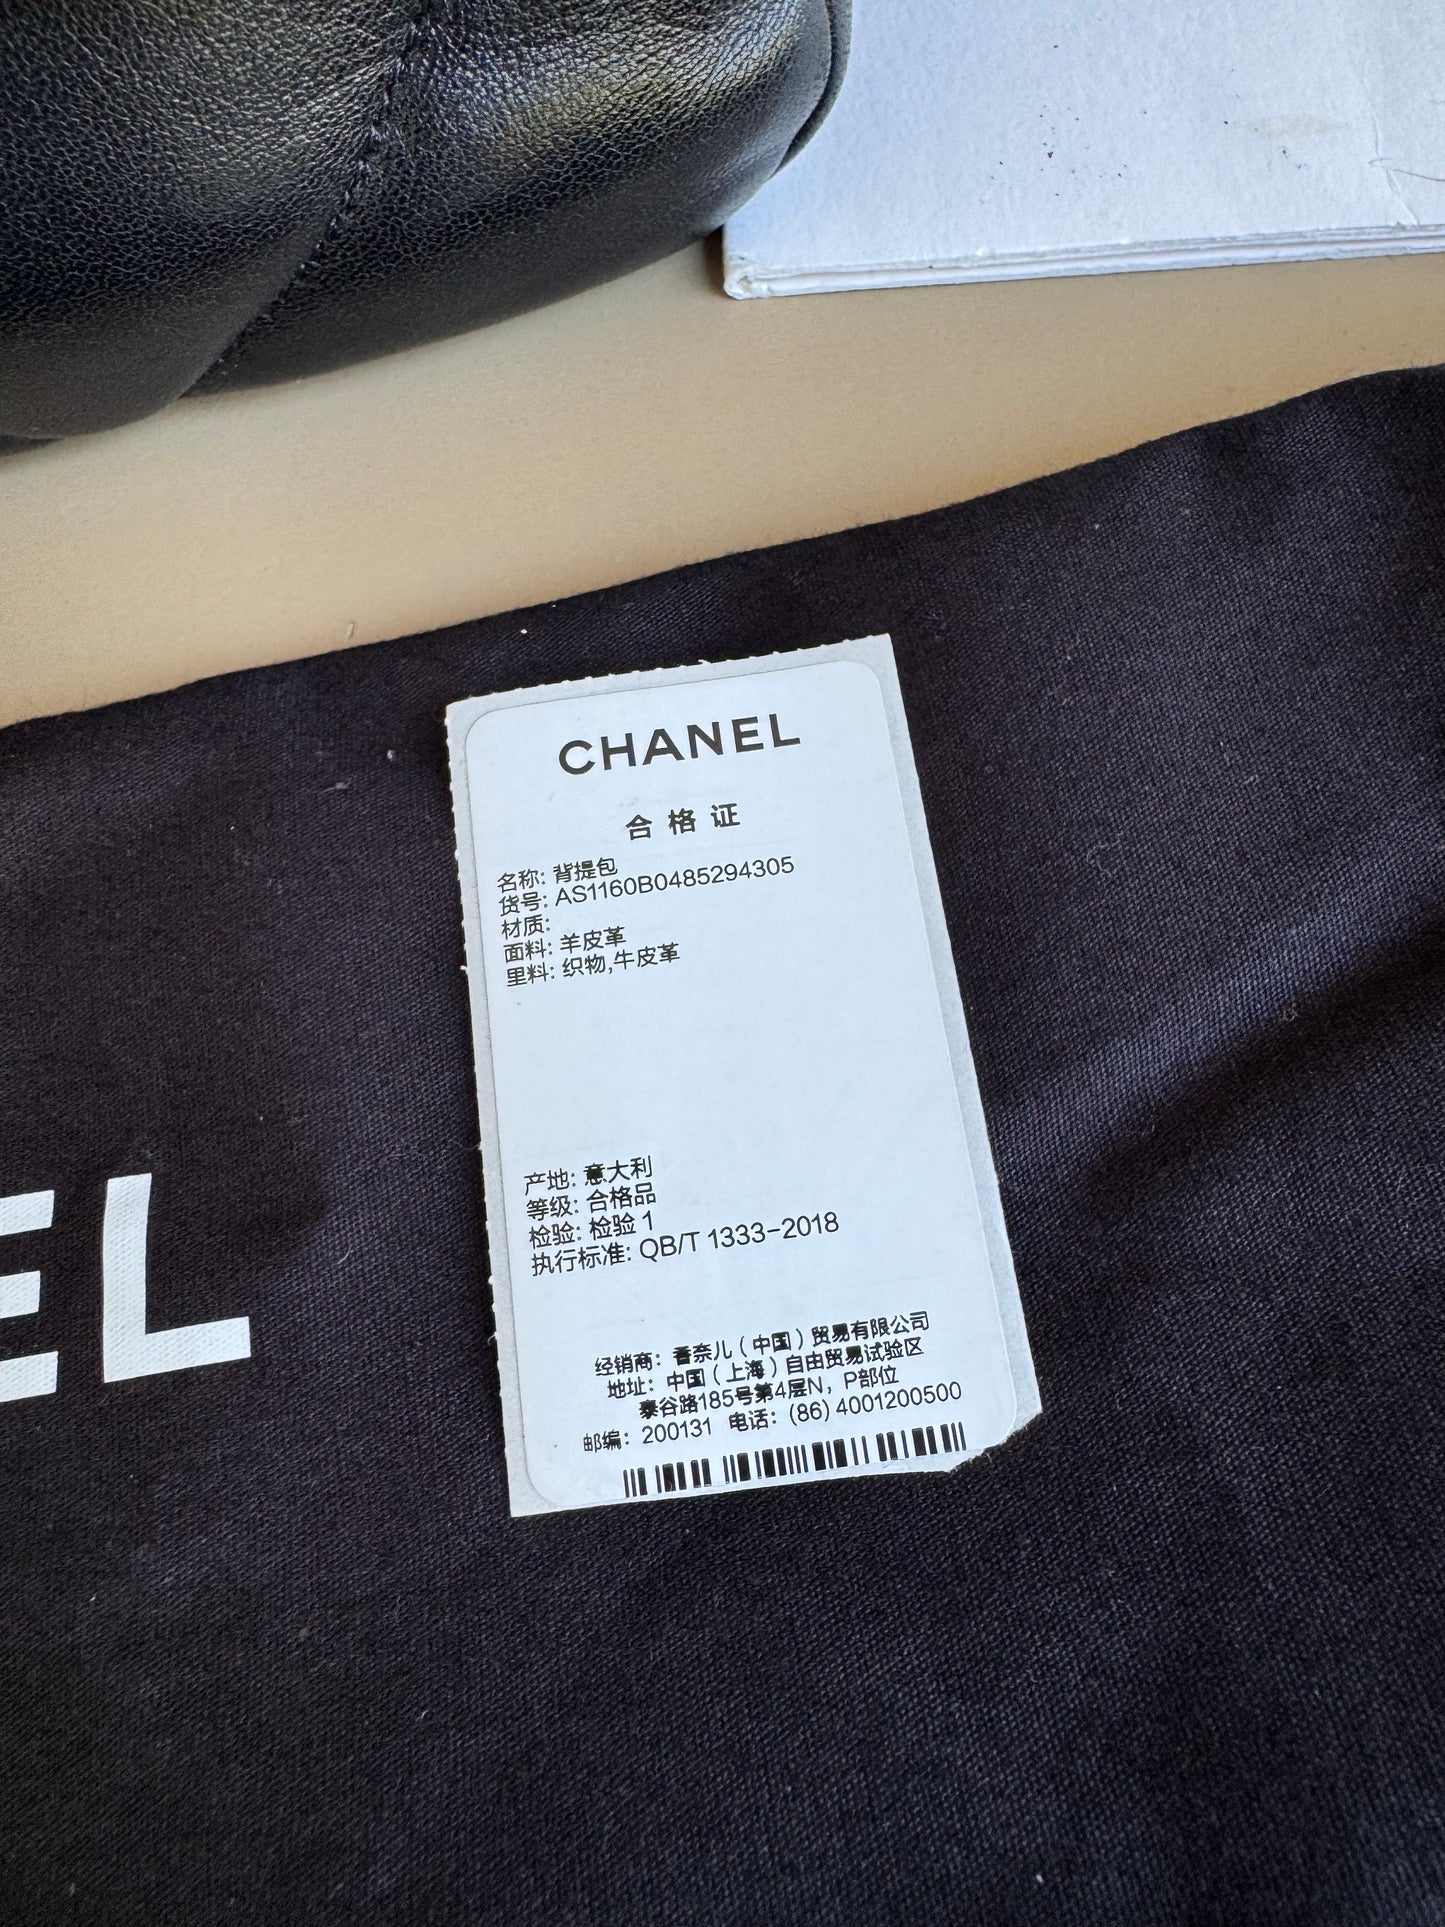 CHANEL
合格证
名称: 背提包
货号: AS1160B0485294305
材质:
面料: 羊皮革
里料: 织物,牛皮革
产地: 意大利
等级: 合格品
检验: 检验 1
执行标准: QB/T 1333-2018
经销商: 香奈儿（中国）贸易有限公司
地址: 中国（上海）自由贸易试验区
泰谷路185号第4层N，P部位
邮编: 200131 电话: (86) 4001200500
EL